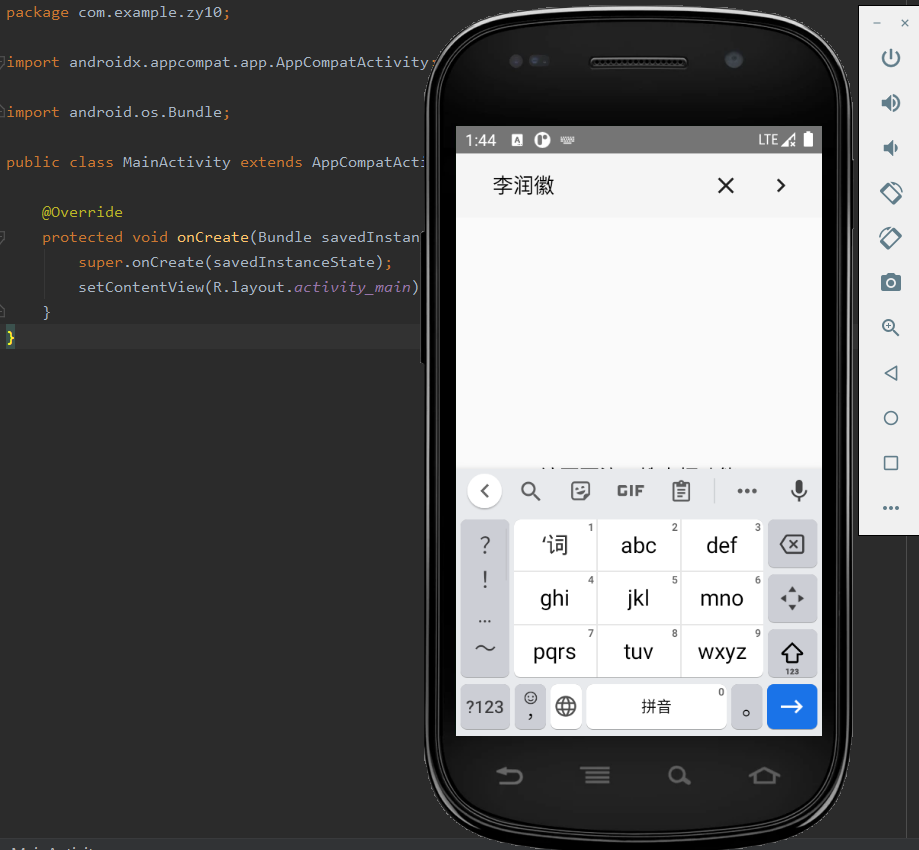 package com.example.zy10;
import androidx.appcompat.app.AppCompatActivity;
import android.os.Bundle;
public class MainActivity extends AppCompatActi
@Override
protected void onCreate(Bundle savedInstan
super.onCreate(savedInstanceState);
setContentView(R.layout.activity_main)
}
}
1:44 LTE
李润徽
GIF
? ‘词 1 abc 2 def 3
! ghi 4 jkl 5 mno 6
...
~ pqrs 7 tuv 8 wxyz 9 123
?123 , 拼音 0 。